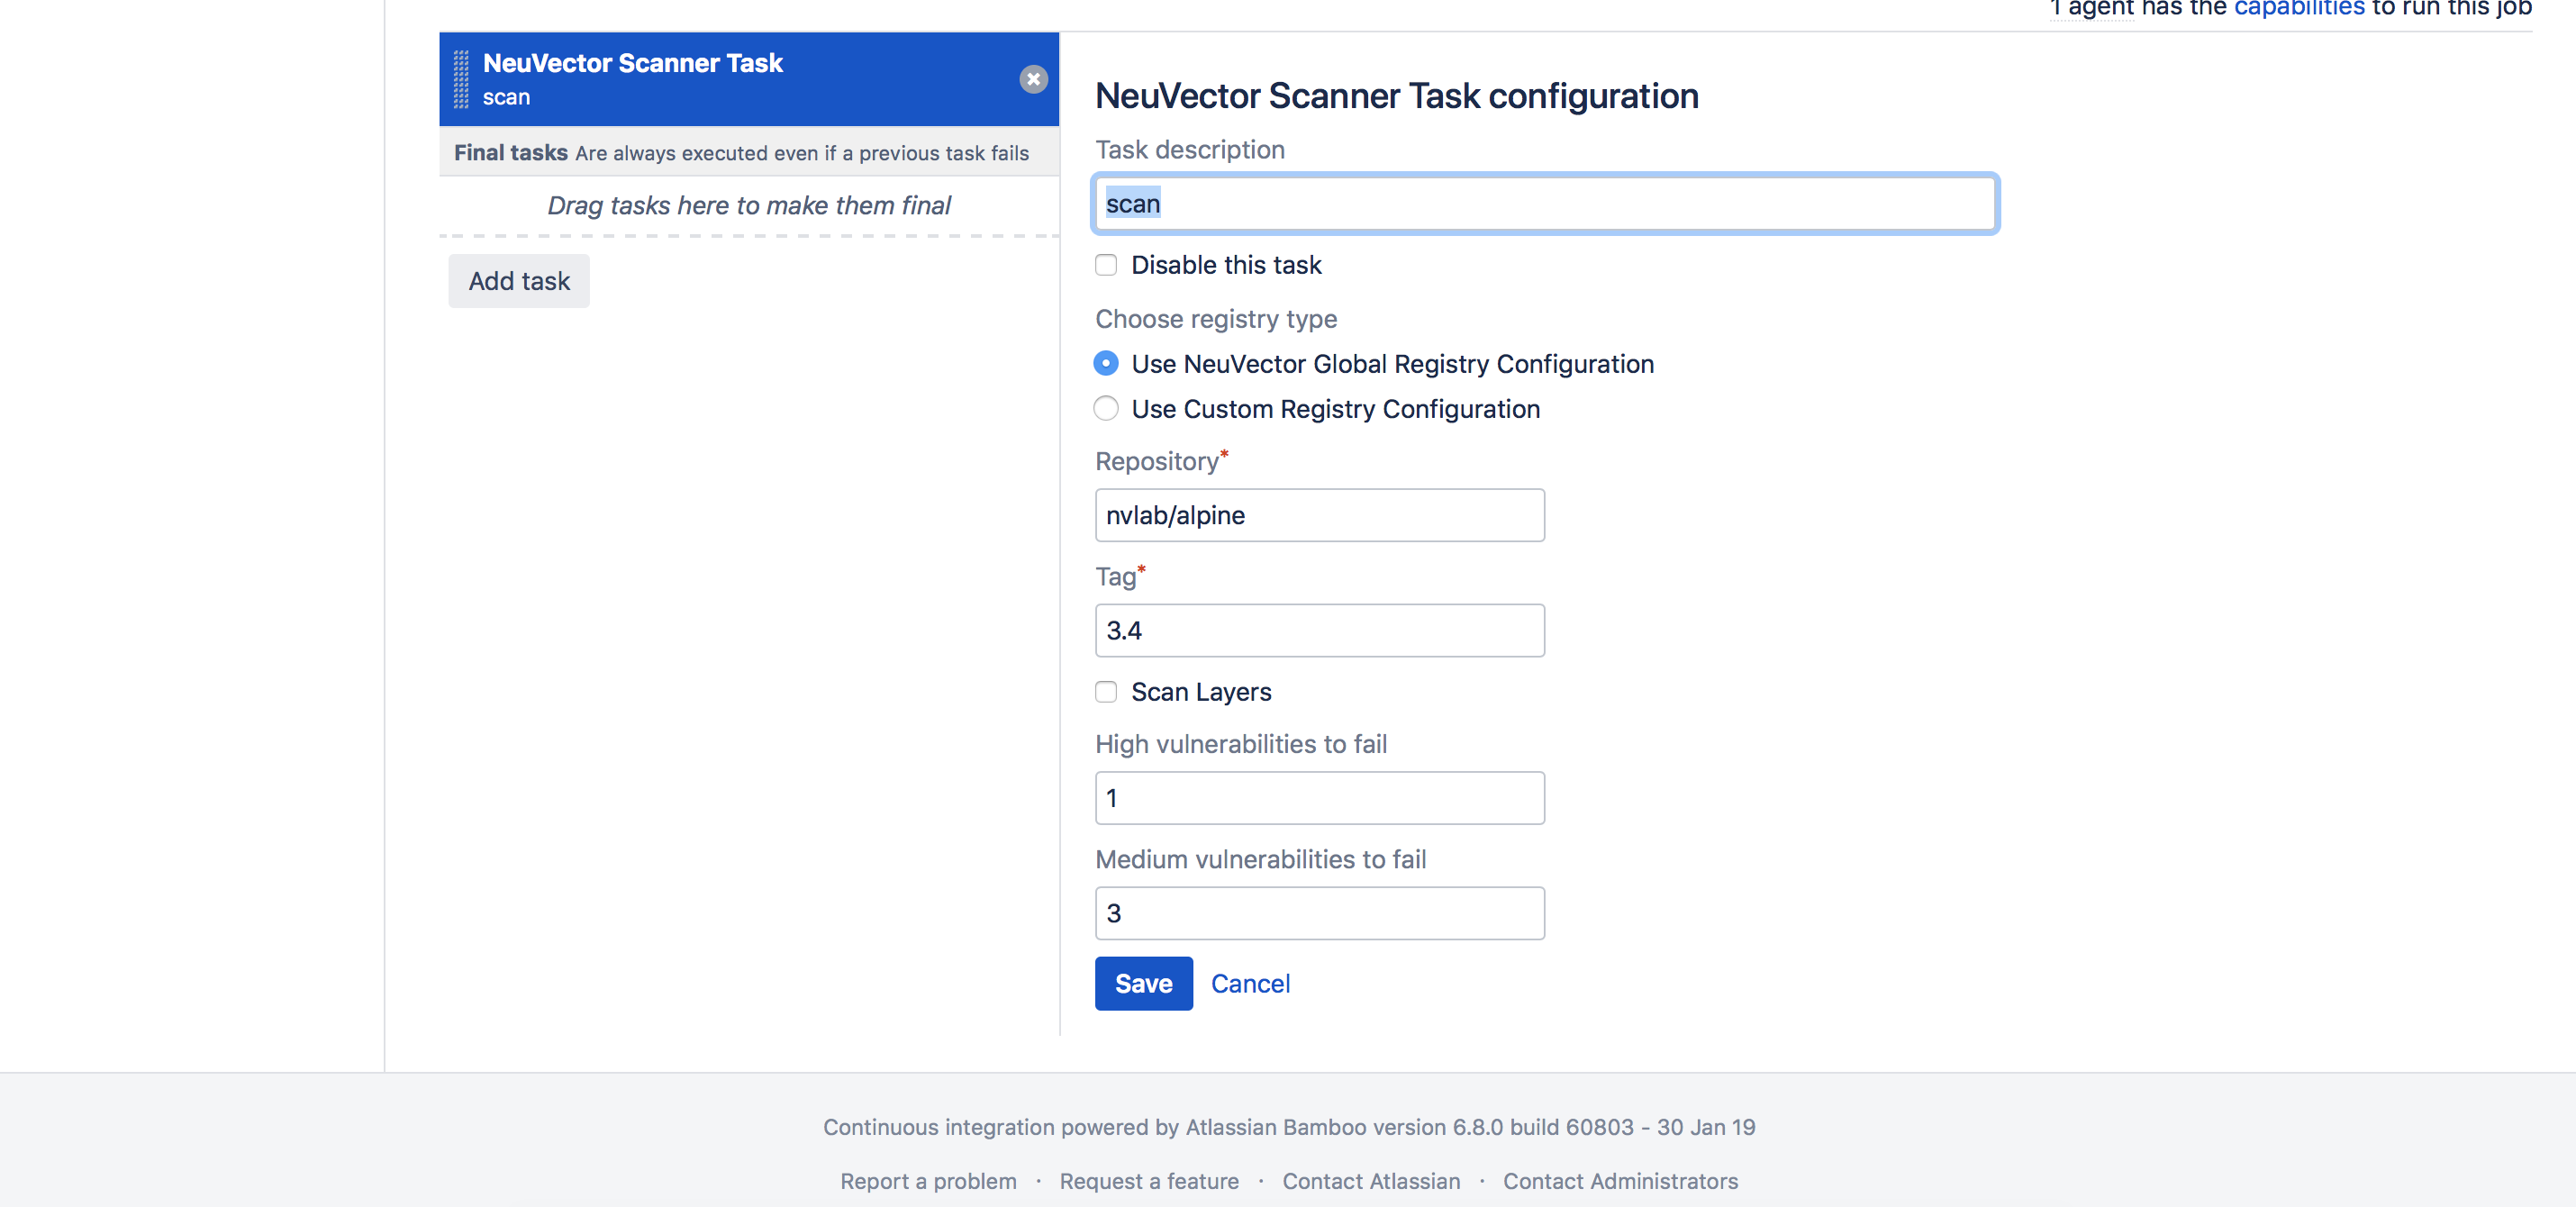 1 agent has the capabilities to run this job
NeuVector Scanner Task
scan
Final tasks Are always executed even if a previous task fails
Drag tasks here to make them final
Add task
NeuVector Scanner Task configuration
Task description
scan
Disable this task
Choose registry type
Use NeuVector Global Registry Configuration
Use Custom Registry Configuration
Repository*
nvlab/alpine
Tag*
3.4
Scan Layers
High vulnerabilities to fail
1
Medium vulnerabilities to fail
3
Save Cancel
Continuous integration powered by Atlassian Bamboo version 6.8.0 build 60803 - 30 Jan 19
Report a problem · Request a feature · Contact Atlassian · Contact Administrators